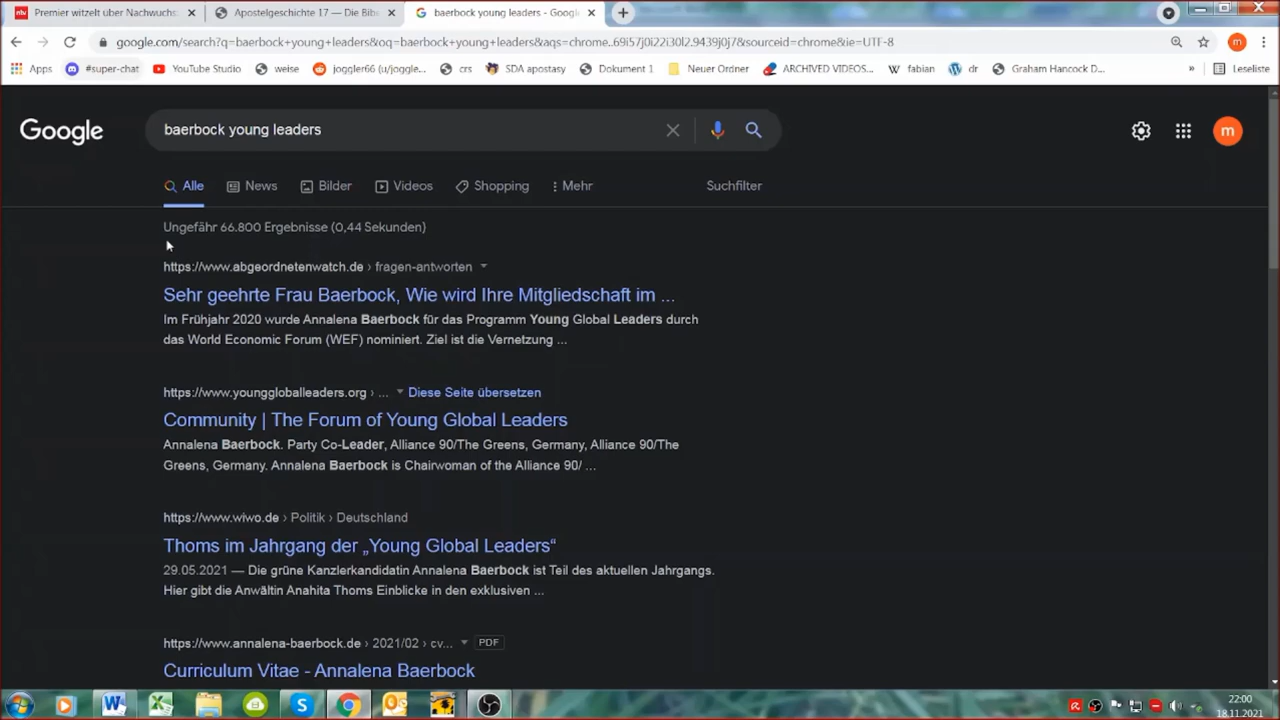 Premier witzelt über Nachwuchs
Apostelgeschichte 17 — Die Bibe
baerbock young leaders - Google
google.com/search?q=baerbock+young+leaders&oq=baerbock+young+leaders&aqs=chrome..69i57j0i22i30l2.9439j0j7&sourceid=chrome&ie=UTF-8
m
Apps
#super-chat
YouTube Studio
weise
joggler66 (u/joggle...
crs
SDA apostasy
Dokument 1
Neuer Ordner
ARCHIVED VIDEOS...
fabian
dr
Graham Hancock D...
»
Leseliste
Google
baerbock young leaders
m
Alle
News
Bilder
Videos
Shopping
Mehr
Suchfilter
Ungefähr 66.800 Ergebnisse (0,44 Sekunden)
https://www.abgeordnetenwatch.de › fragen-antworten
Sehr geehrte Frau Baerbock, Wie wird Ihre Mitgliedschaft im ...
Im Frühjahr 2020 wurde Annalena Baerbock für das Programm Young Global Leaders durch
das World Economic Forum (WEF) nominiert. Ziel ist die Vernetzung ...
https://www.younggloballeaders.org › ... Diese Seite übersetzen
Community | The Forum of Young Global Leaders
Annalena Baerbock. Party Co-Leader, Alliance 90/The Greens, Germany, Alliance 90/The
Greens, Germany. Annalena Baerbock is Chairwoman of the Alliance 90/ ...
https://www.wiwo.de › Politik › Deutschland
Thoms im Jahrgang der „Young Global Leaders“
29.05.2021 — Die grüne Kanzlerkandidatin Annalena Baerbock ist Teil des aktuellen Jahrgangs.
Hier gibt die Anwältin Anahita Thoms Einblicke in den exklusiven ...
https://www.annalena-baerbock.de › 2021/02 › cv... PDF
Curriculum Vitae - Annalena Baerbock
22:00
18.11.2021